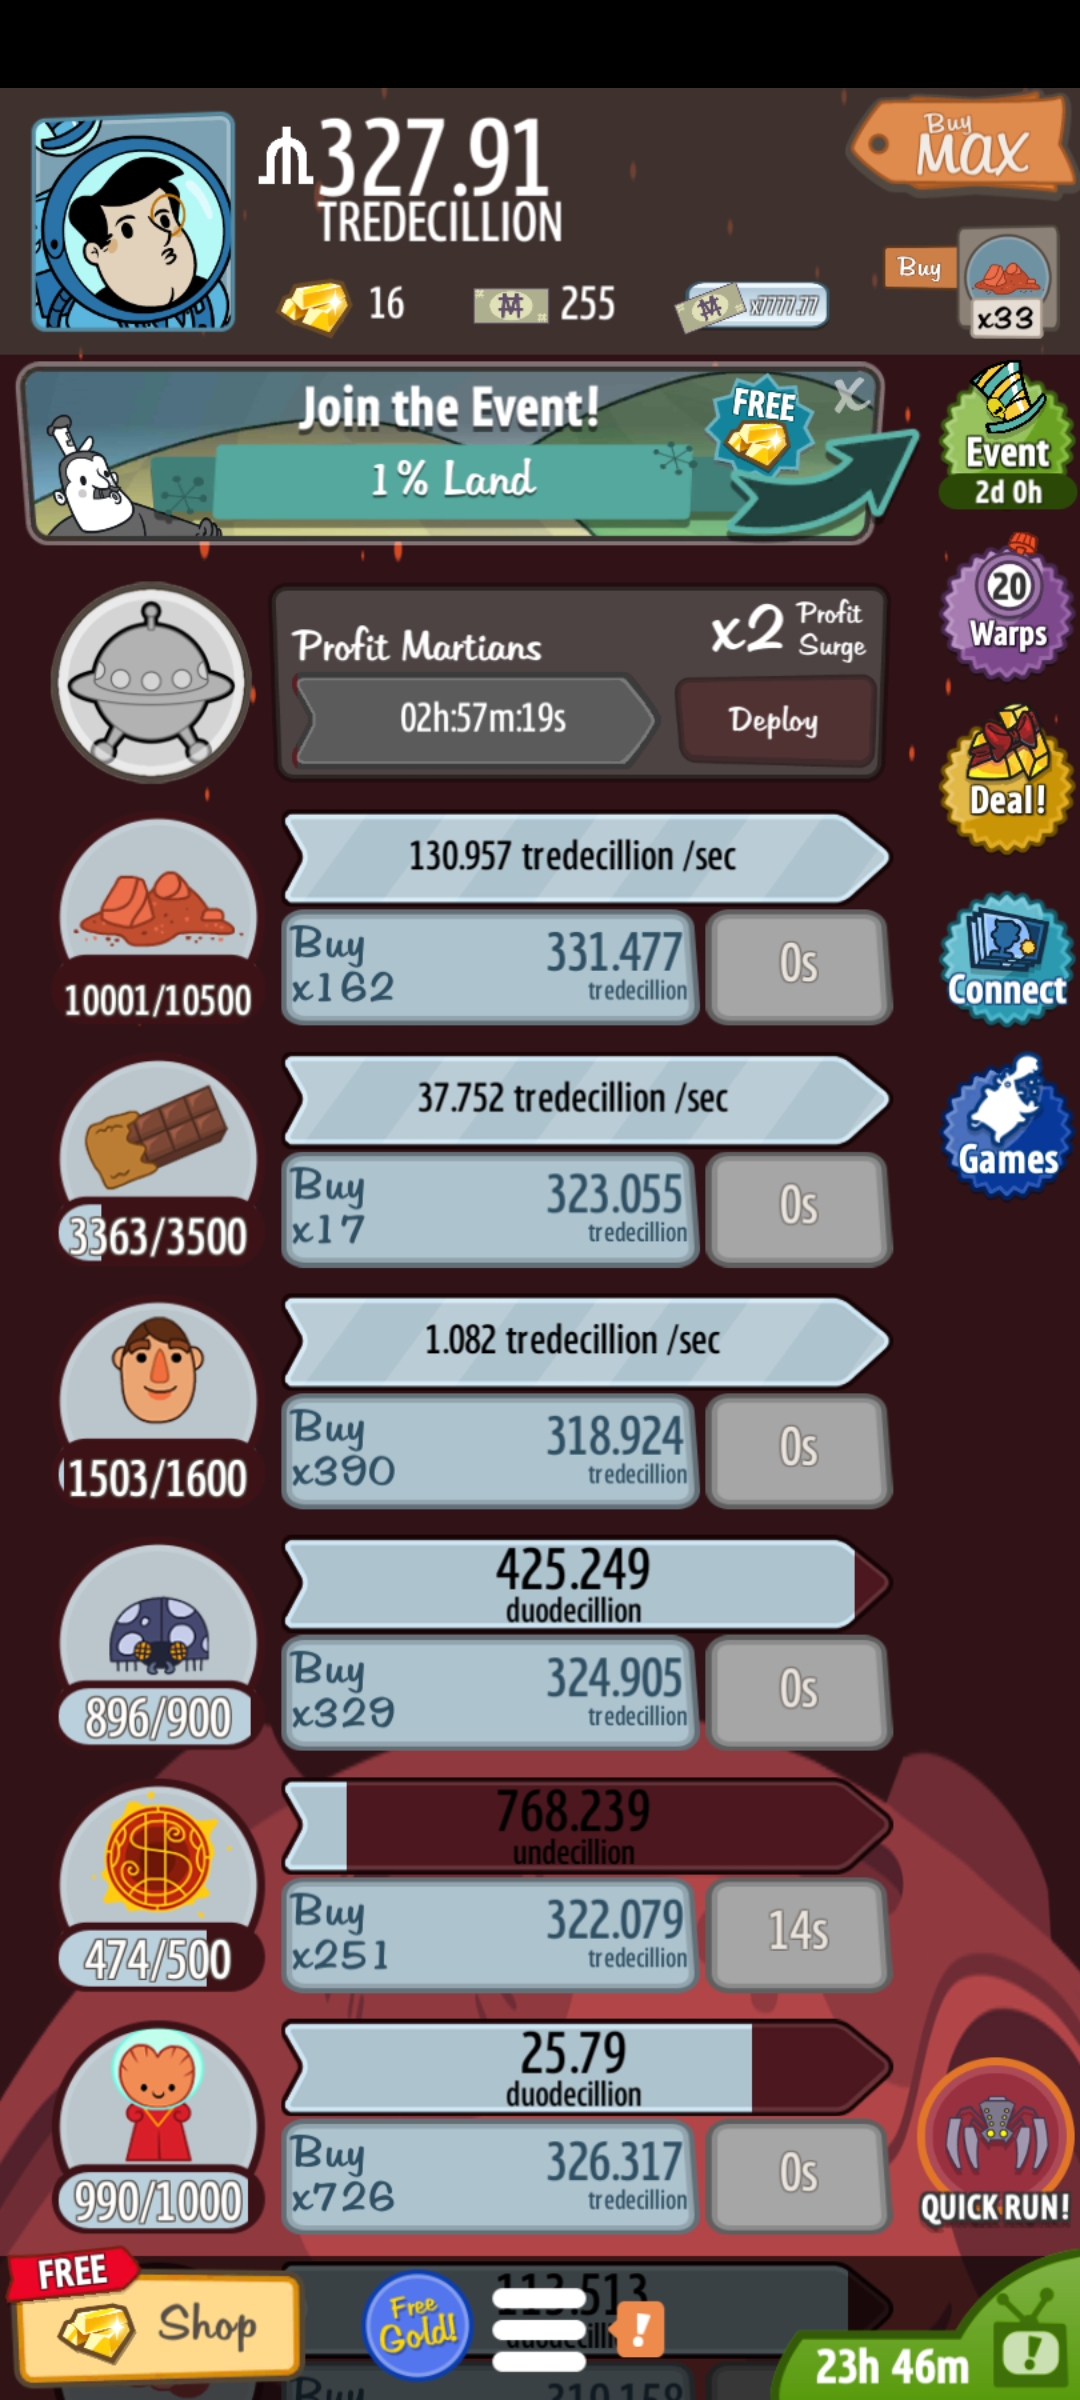 327.91
TREDECILLION
Buy
MAX
16
255
x7777.77
Buy
x33
Join the Event!
1% Land
FREE
X
Event
2d 0h
20
Warps
Profit Martians
x2 Profit
Surge
02h:57m:19s
Deploy
Deal!
130.957 tredecillion /sec
10001/10500
Buy
x162
331.477
tredecillion
0s
Connect
37.752 tredecillion /sec
3363/3500
Buy
x17
323.055
tredecillion
0s
Games
1.082 tredecillion /sec
1503/1600
Buy
x390
318.924
tredecillion
0s
425.249
duodecillion
896/900
Buy
x329
324.905
tredecillion
0s
768.239
undecillion
474/500
Buy
x251
322.079
tredecillion
14s
25.79
duodecillion
990/1000
Buy
x726
326.317
tredecillion
0s
QUICK RUN!
FREE
Shop
Free
Gold!
113.513
!
23h 46m
!
Buy